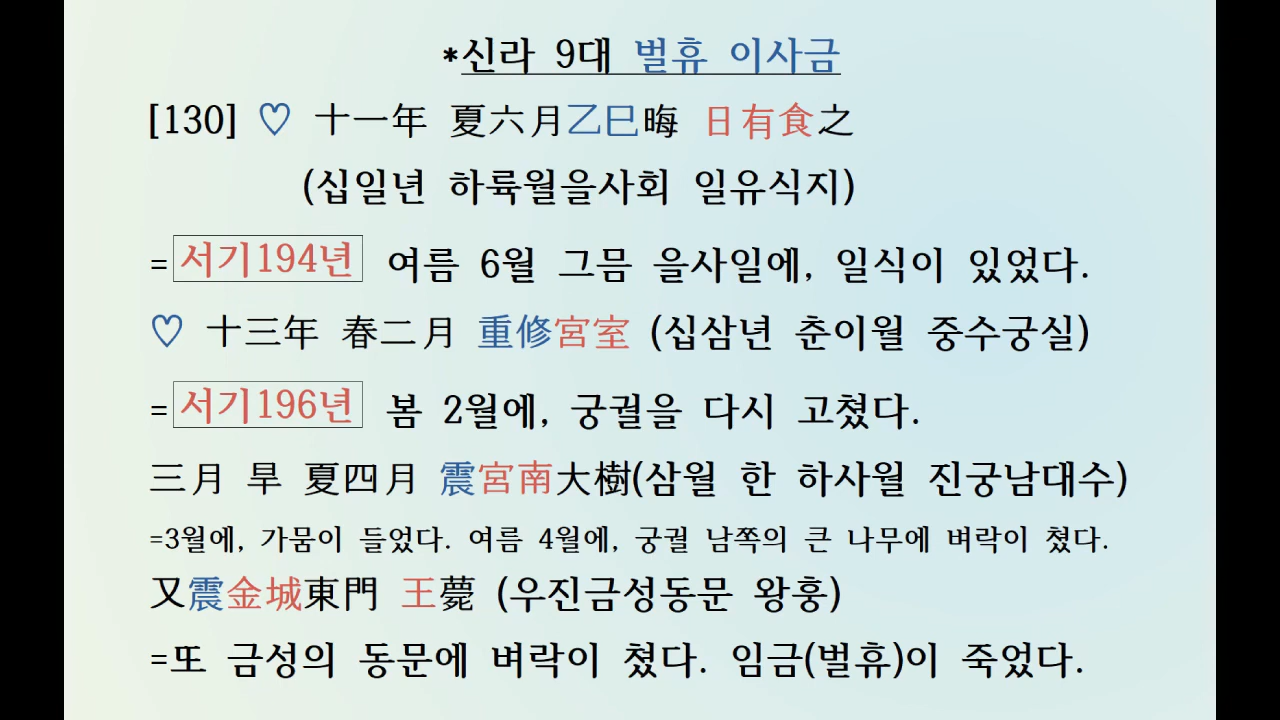 *신라 9대 벌휴 이사금
[130] ♡ 十一年 夏六月乙巳晦 日有食之
(십일년 하륙월을사회 일유식지)
=서기194년 여름 6월 그믐 을사일에, 일식이 있었다.
♡ 十三年 春二月 重修宮室 (십삼년 춘이월 중수궁실)
=서기196년 봄 2월에, 궁궐을 다시 고쳤다.
三月 旱 夏四月 震宮南大樹(삼월 한 하사월 진궁남대수)
=3월에, 가뭄이 들었다. 여름 4월에, 궁궐 남쪽의 큰 나무에 벼락이 쳤다.
又震金城東門 王薨 (우진금성동문 왕훙)
=또 금성의 동문에 벼락이 쳤다. 임금(벌휴)이 죽었다.